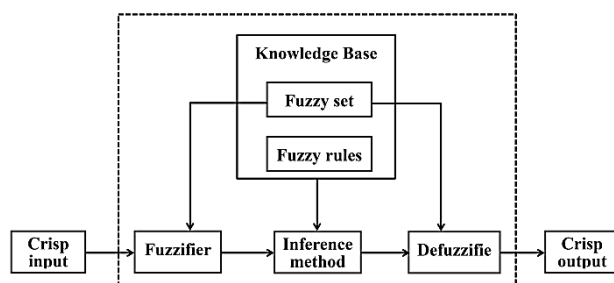 Knowledge Base
Fuzzy set
Fuzzy rules
Crisp
input
Fuzzifier
Inference
method
Defuzzifie
Crisp
output